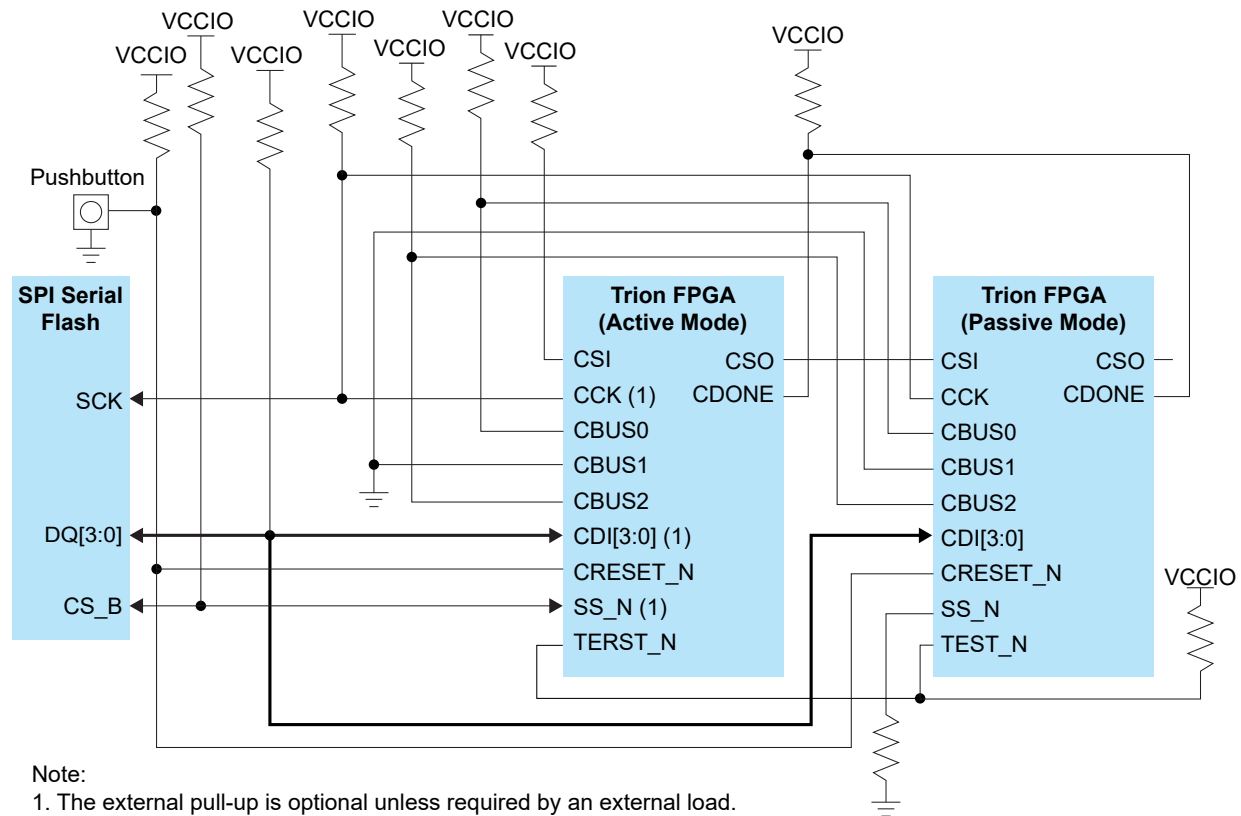 VCCIO
VCCIO
VCCIO
VCCIO
VCCIO
VCCIO
VCCIO
VCCIO
VCCIO
Pushbutton
SPI Serial
Flash
SCK
DQ[3:0]
CS_B
Trion FPGA
(Active Mode)
CSI
CSO
CCK (1)
CDONE
CBUS0
CBUS1
CBUS2
CDI[3:0] (1)
CRESET_N
SS_N (1)
TERST_N
Trion FPGA
(Passive Mode)
CSI
CSO
CCK
CDONE
CBUS0
CBUS1
CBUS2
CDI[3:0]
CRESET_N
SS_N
TEST_N
VCCIO
Note:
1. The external pull-up is optional unless required by an external load.